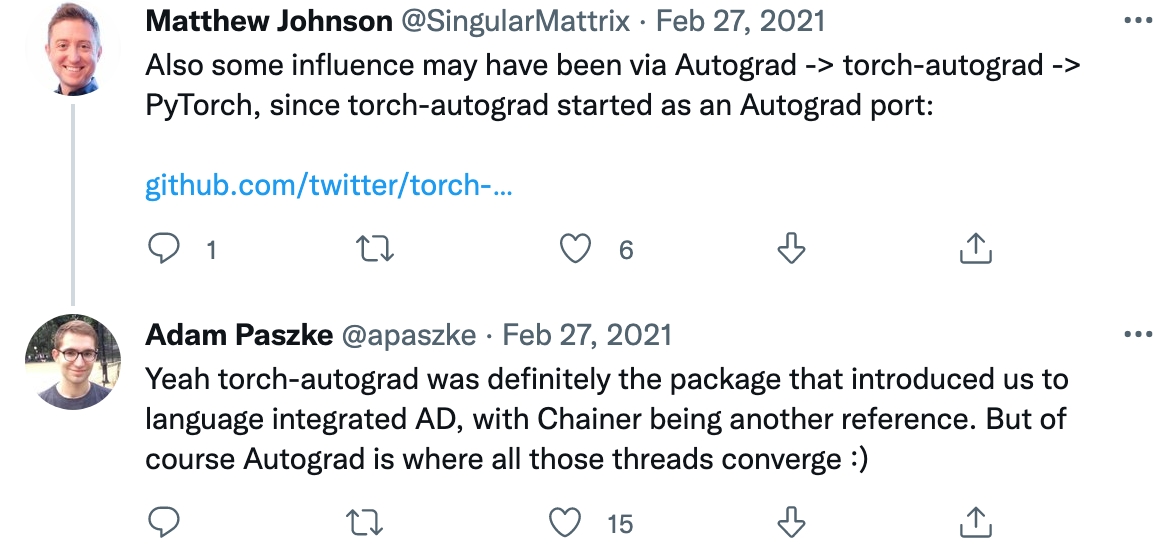 Matthew Johnson @SingularMattrix · Feb 27, 2021 ...
Also some influence may have been via Autograd -> torch-autograd ->
PyTorch, since torch-autograd started as an Autograd port:
github.com/twitter/torch-...
1 6
Adam Paszke @apaszke · Feb 27, 2021 ...
Yeah torch-autograd was definitely the package that introduced us to
language integrated AD, with Chainer being another reference. But of
course Autograd is where all those threads converge :)
15